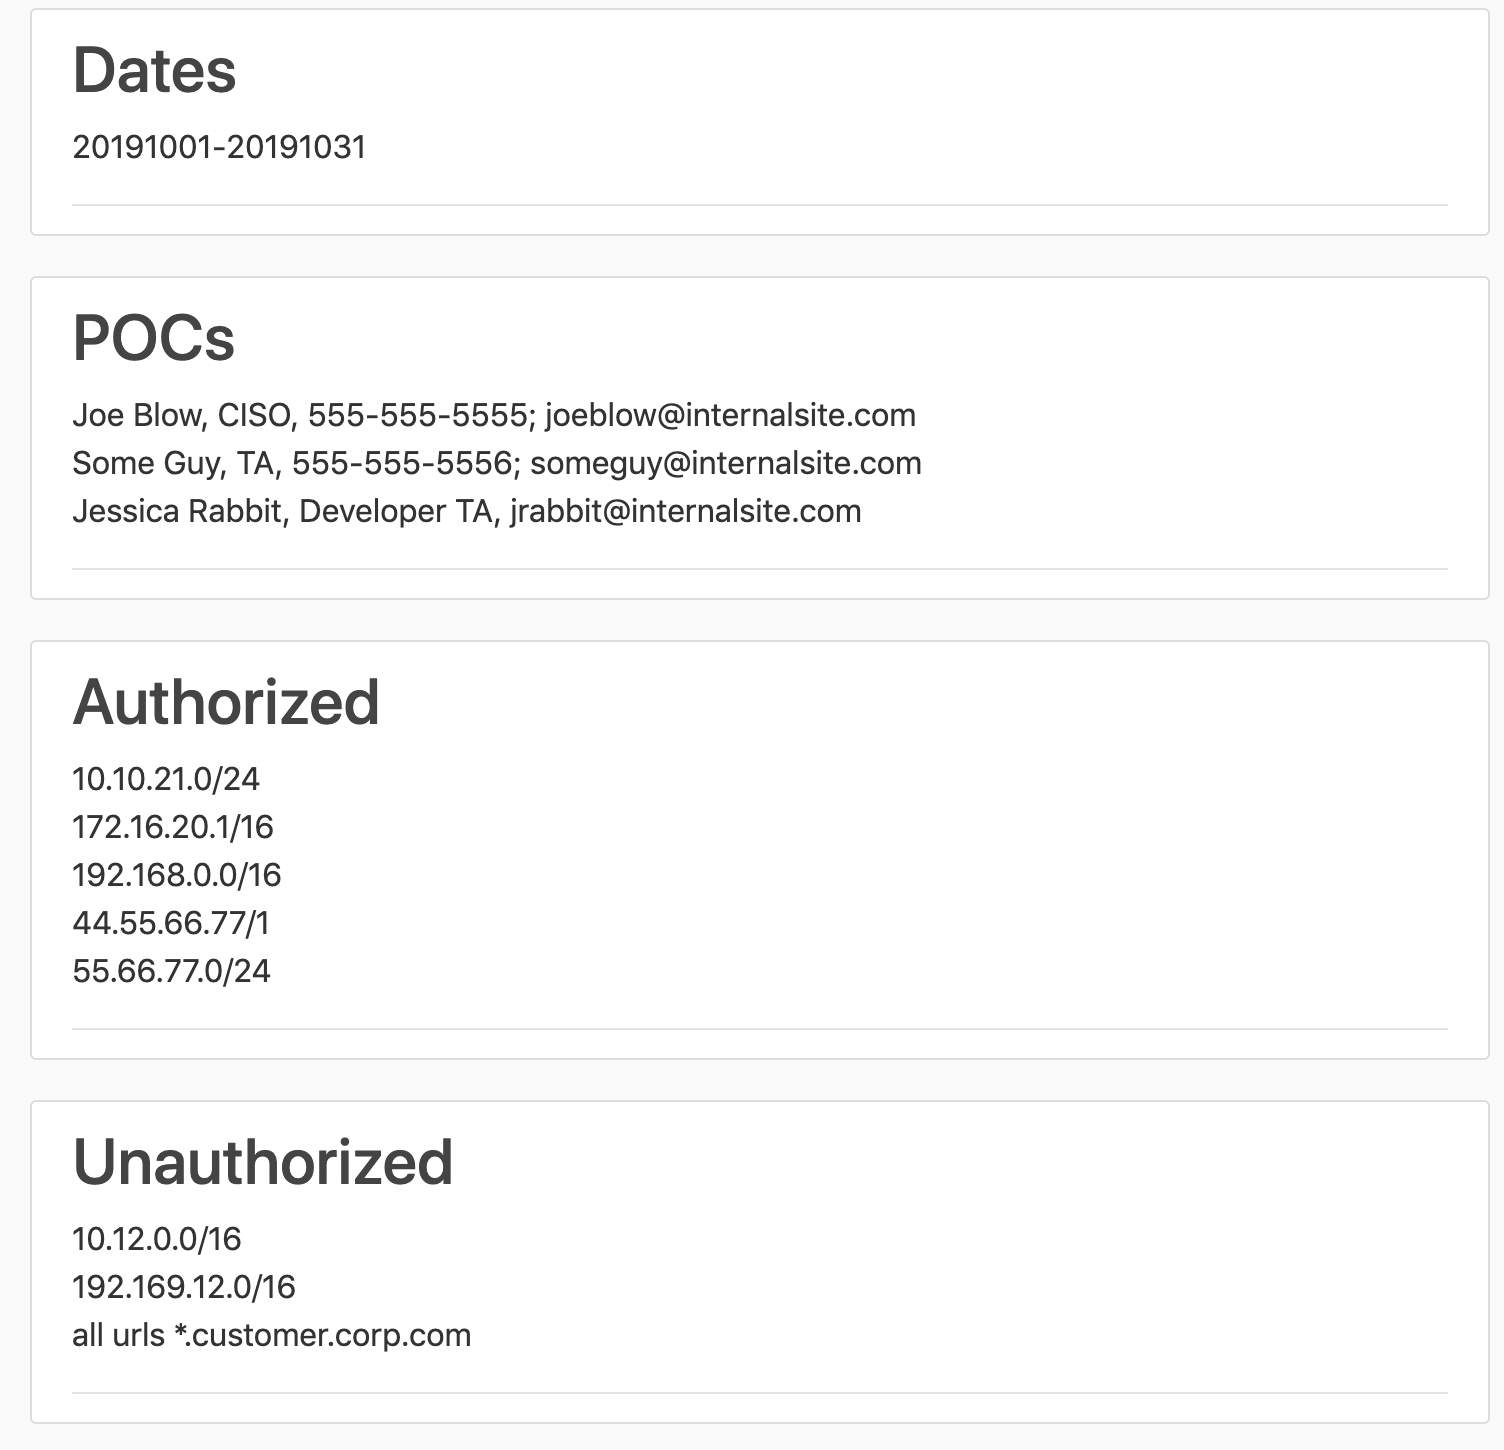 Dates
20191001-20191031
POCs
Joe Blow, CISO, 555-555-5555; joeblow@internalsite.com
Some Guy, TA, 555-555-5556; someguy@internalsite.com
Jessica Rabbit, Developer TA, jrabbit@internalsite.com
Authorized
10.10.21.0/24
172.16.20.1/16
192.168.0.0/16
44.55.66.77/1
55.66.77.0/24
Unauthorized
10.12.0.0/16
192.169.12.0/16
all urls *.customer.corp.com